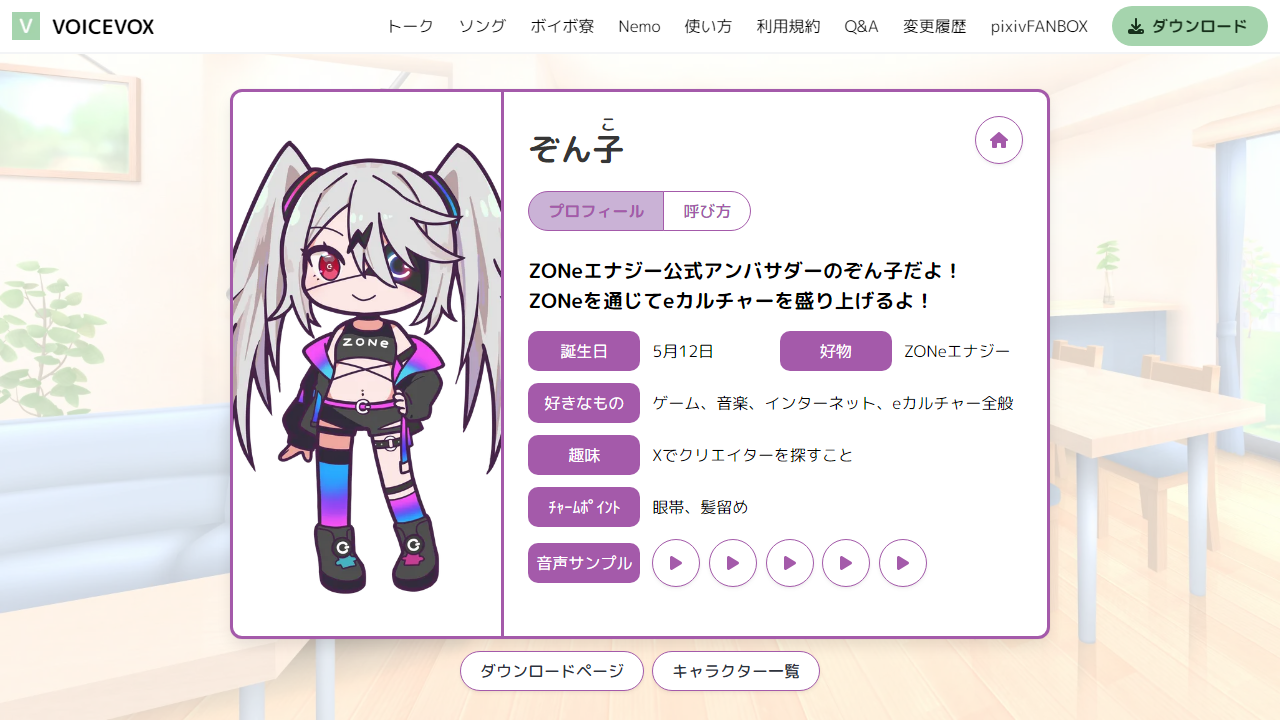 V VOICEVOX トーク ソング ボイボ寮 Nemo 使い方 利用規約 Q&A 変更履歴 pixivFANBOX ダウンロード
こ
ぞん子
プロフィール 呼び方
ZONeエナジー公式アンバサダーのぞん子だよ！
ZONeを通じてeカルチャーを盛り上げるよ！
誕生日 5月12日 好物 ZONeエナジー
好きなもの ゲーム、音楽、インターネット、eカルチャー全般
趣味 Xでクリエイターを探すこと
ﾁｬｰﾑﾎﾟｲﾝﾄ 眼帯、髪留め
音声サンプル
ZONe
ダウンロードページ キャラクター一覧